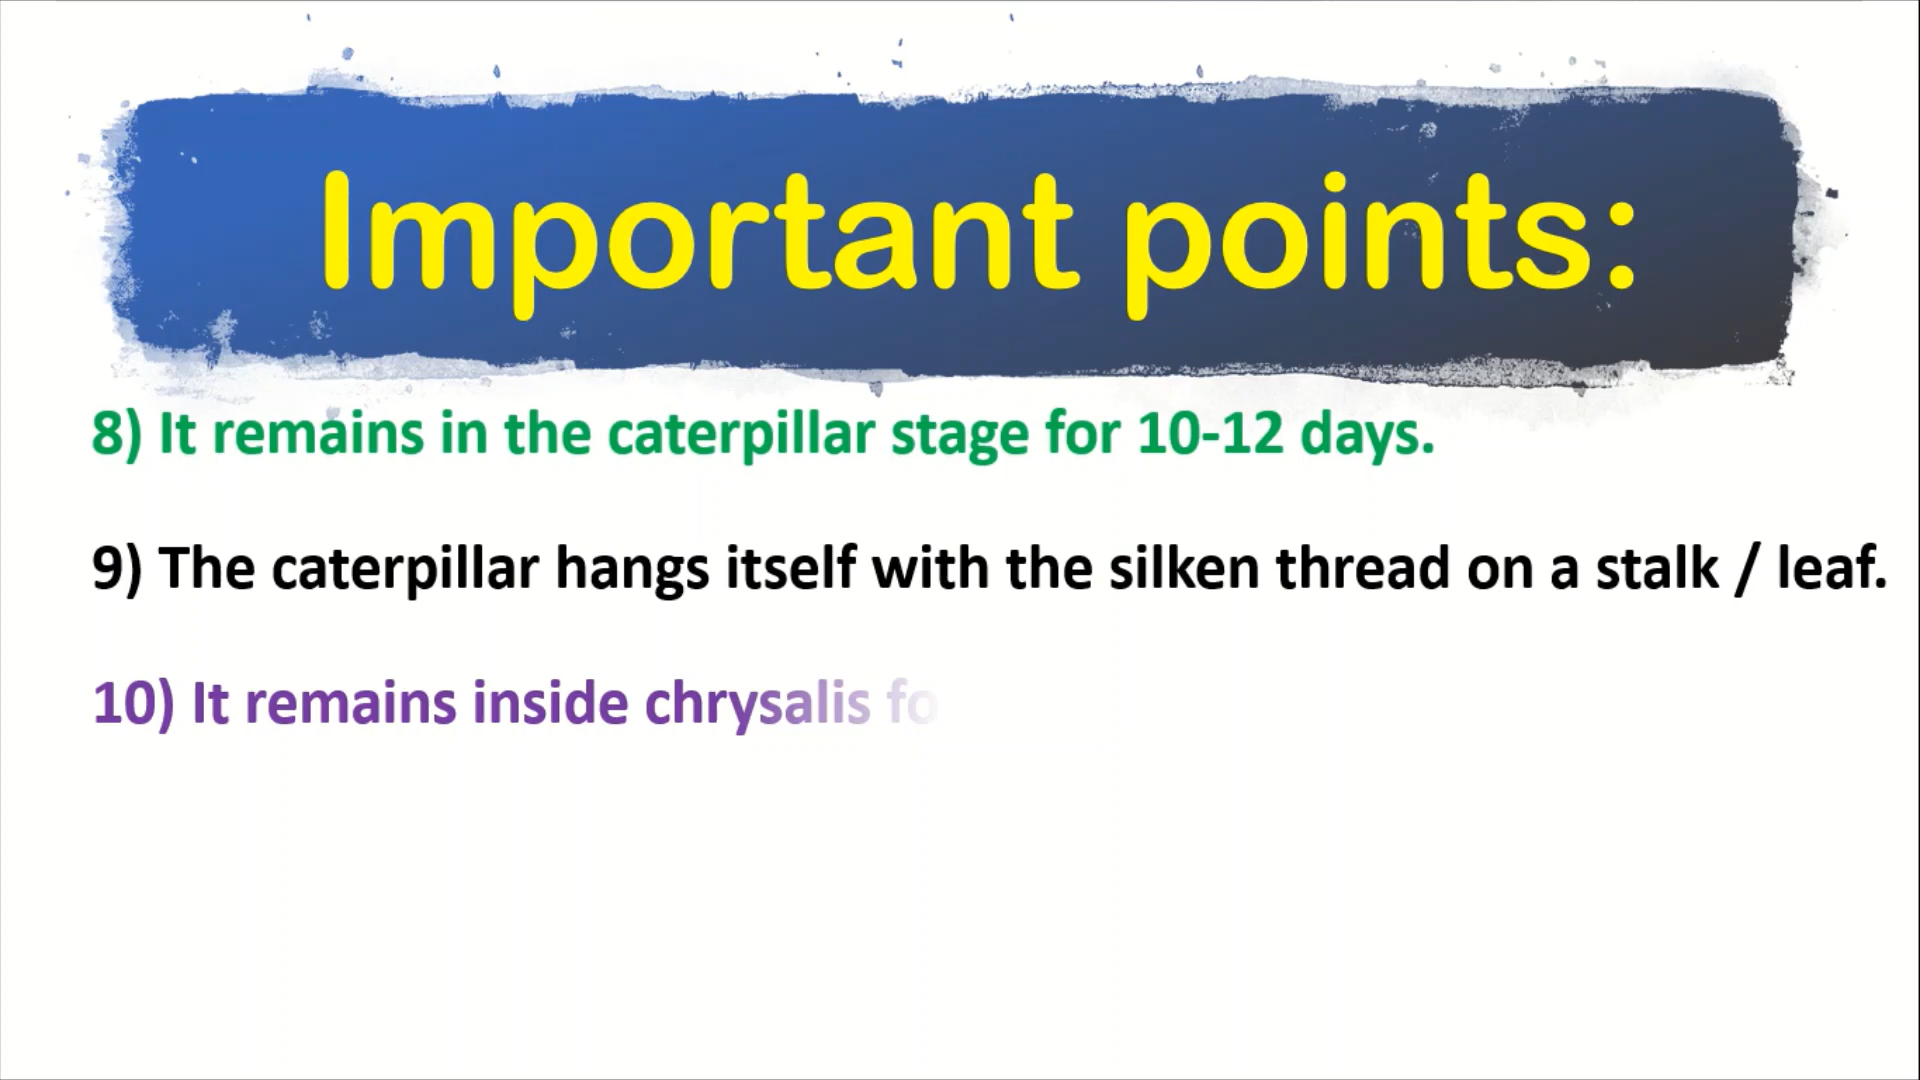 Important points:
8) It remains in the caterpillar stage for 10-12 days.
9) The caterpillar hangs itself with the silken thread on a stalk / leaf.
10) It remains inside chrysalis fo